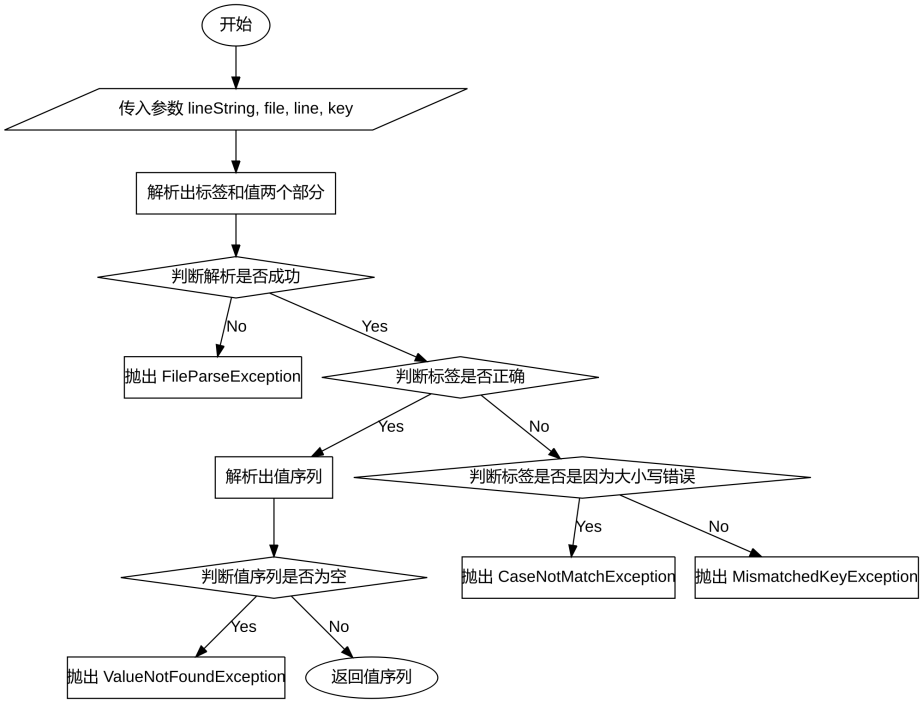 开始
传入参数 lineString, file, line, key
解析出标签和值两个部分
判断解析是否成功
No
Yes
抛出 FileParseException
判断标签是否正确
Yes
No
解析出值序列
判断标签是否是因为大小写错误
Yes
No
判断值序列是否为空
抛出 CaseNotMatchException
抛出 MismatchedKeyException
Yes
No
抛出 ValueNotFoundException
返回值序列